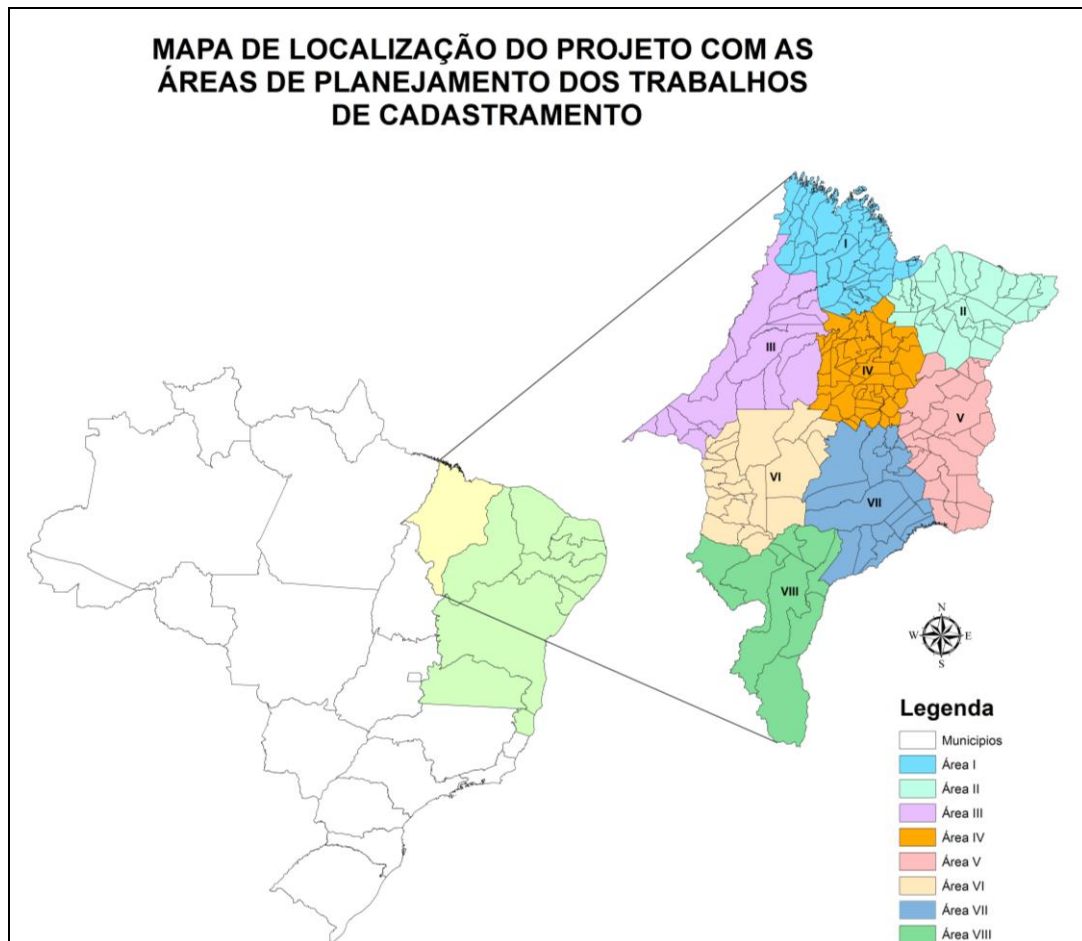 MAPA DE LOCALIZAÇÃO DO PROJETO COM AS
ÁREAS DE PLANEJAMENTO DOS TRABALHOS
DE CADASTRAMENTO
I
II
III
IV
V
VI
VII
VIII
N
W E
S
Legenda
Municipios
Área I
Área II
Área III
Área IV
Área V
Área VI
Área VII
Área VIII